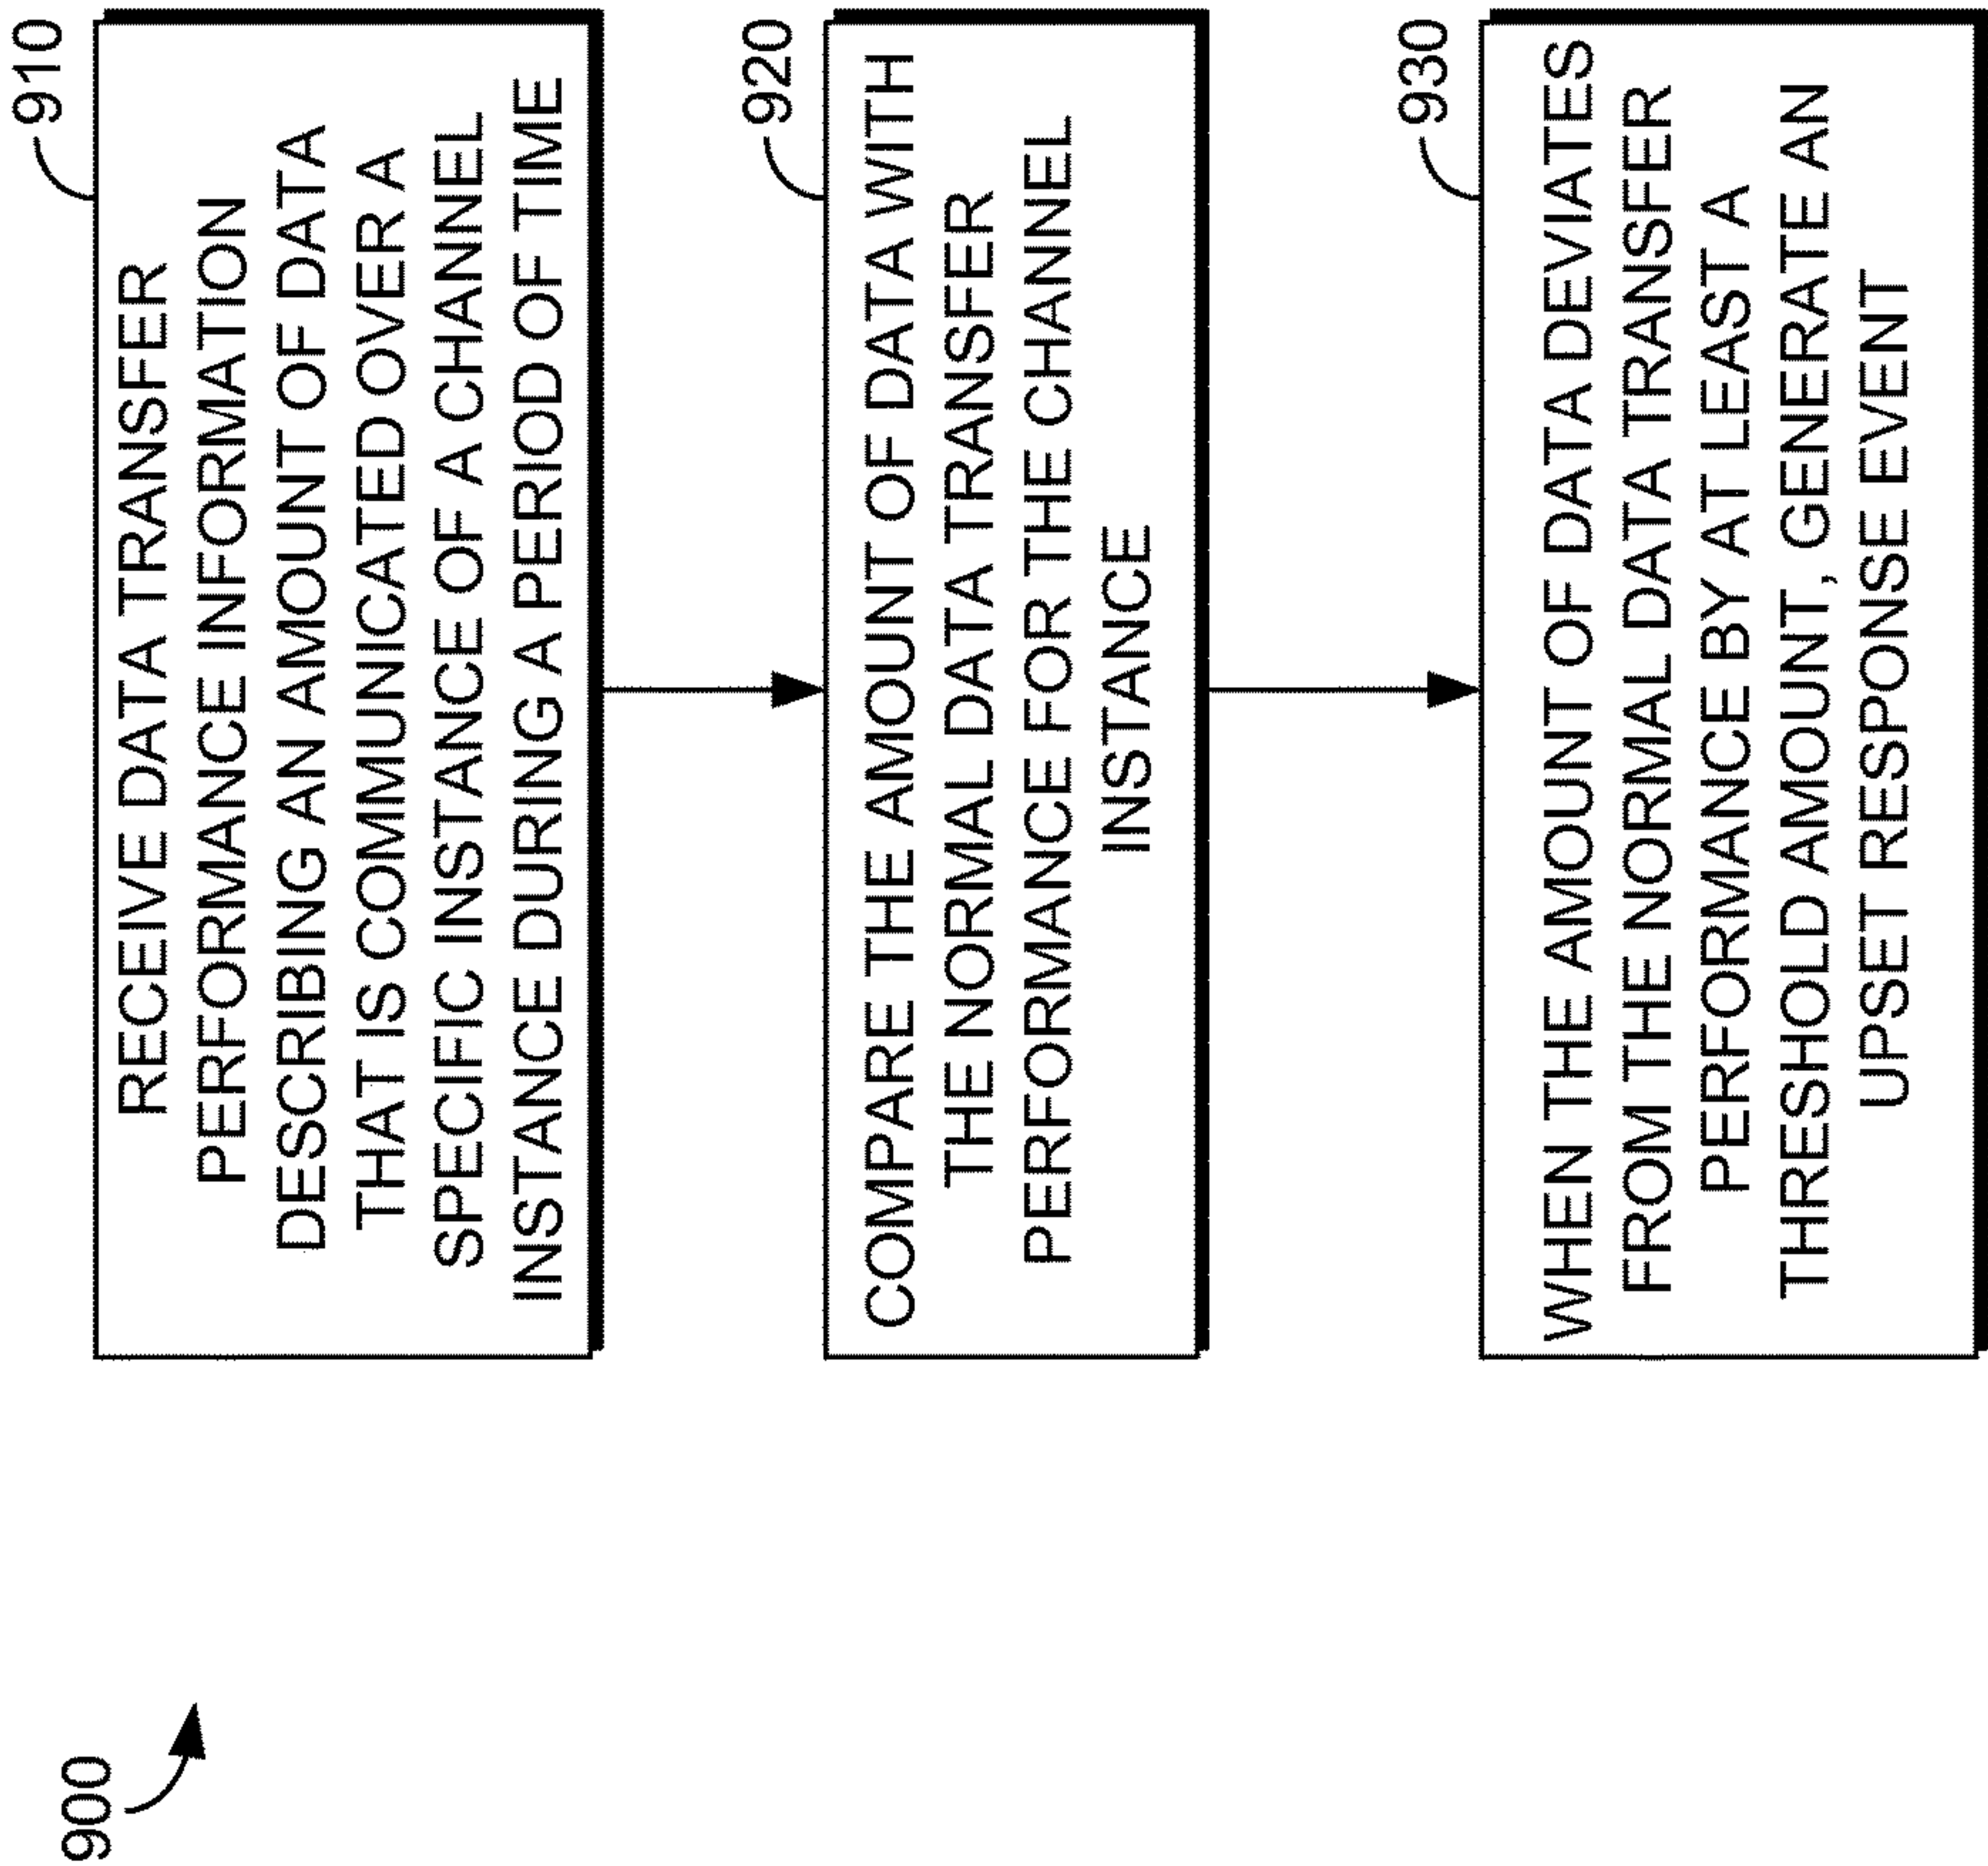 900
910
RECEIVE DATA TRANSFER
PERFORMANCE INFORMATION
DESCRIBING AN AMOUNT OF DATA
THAT IS COMMUNICATED OVER A
SPECIFIC INSTANCE OF A CHANNEL
INSTANCE DURING A PERIOD OF TIME
920
COMPARE THE AMOUNT OF DATA WITH
THE NORMAL DATA TRANSFER
PERFORMANCE FOR THE CHANNEL
INSTANCE
930
WHEN THE AMOUNT OF DATA DEVIATES
FROM THE NORMAL DATA TRANSFER
PERFORMANCE BY AT LEAST A
THRESHOLD AMOUNT, GENERATE AN
UPSET RESPONSE EVENT